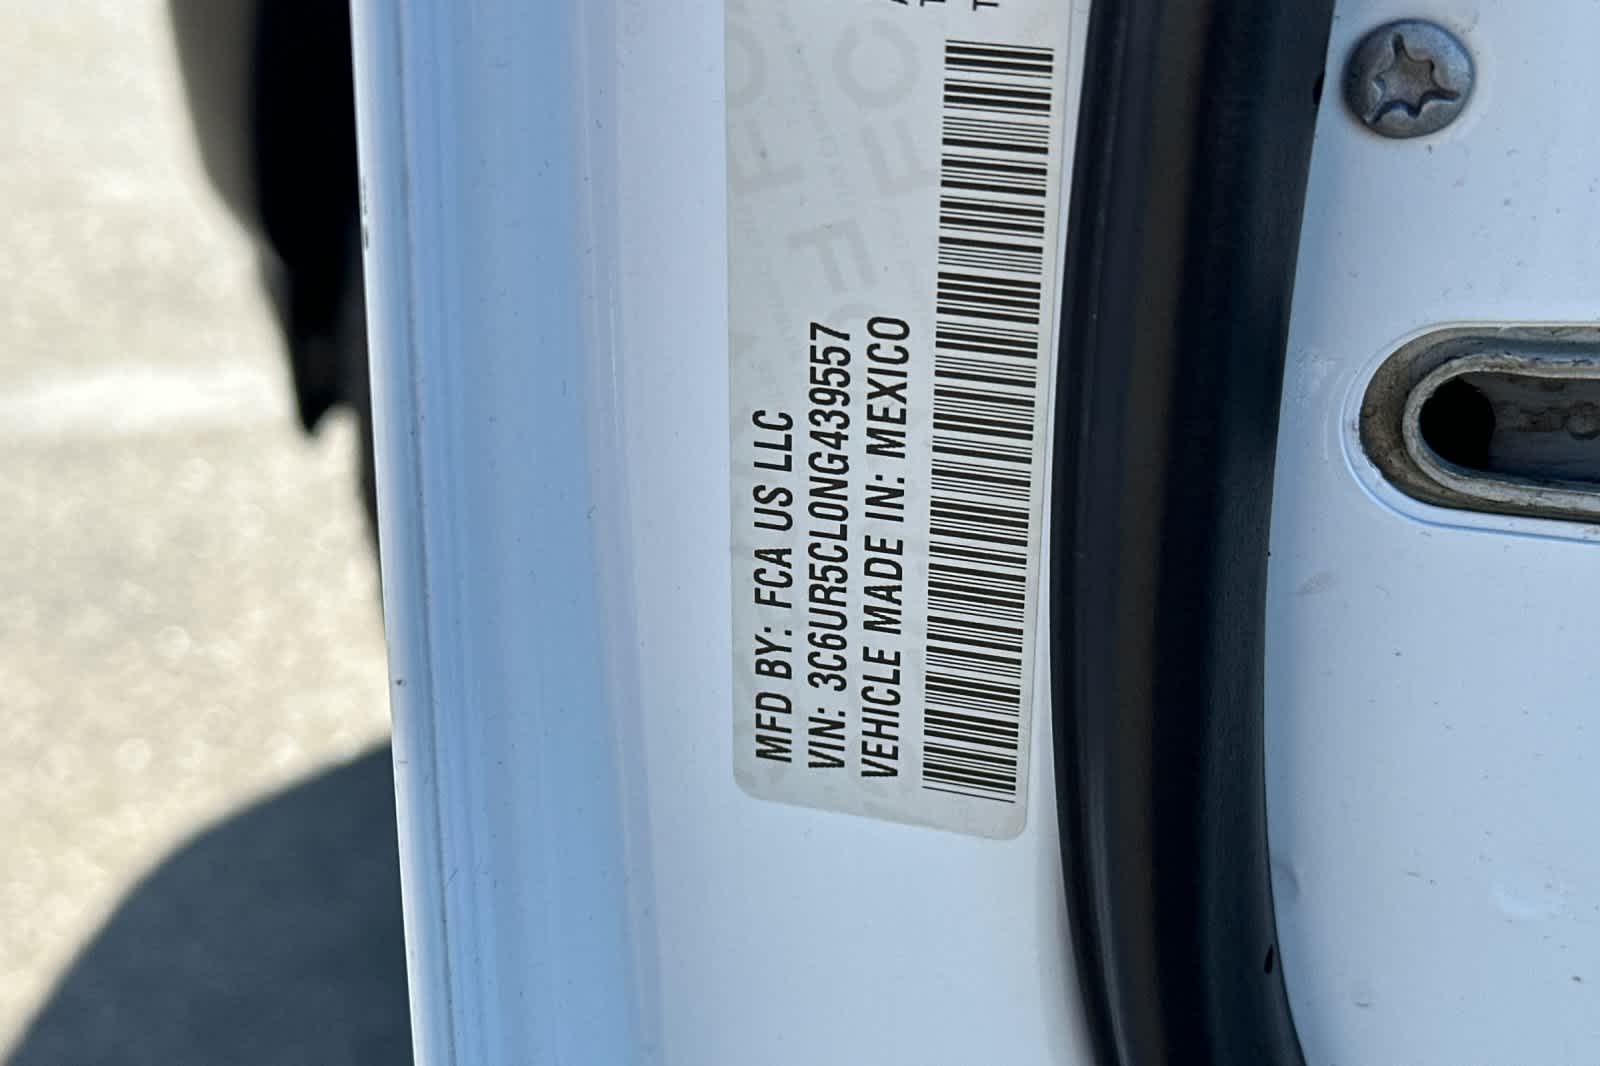 MFD BY: FCA US LLC
VIN: 3C6UR5CL0NG439557
VEHICLE MADE IN: MEXICO